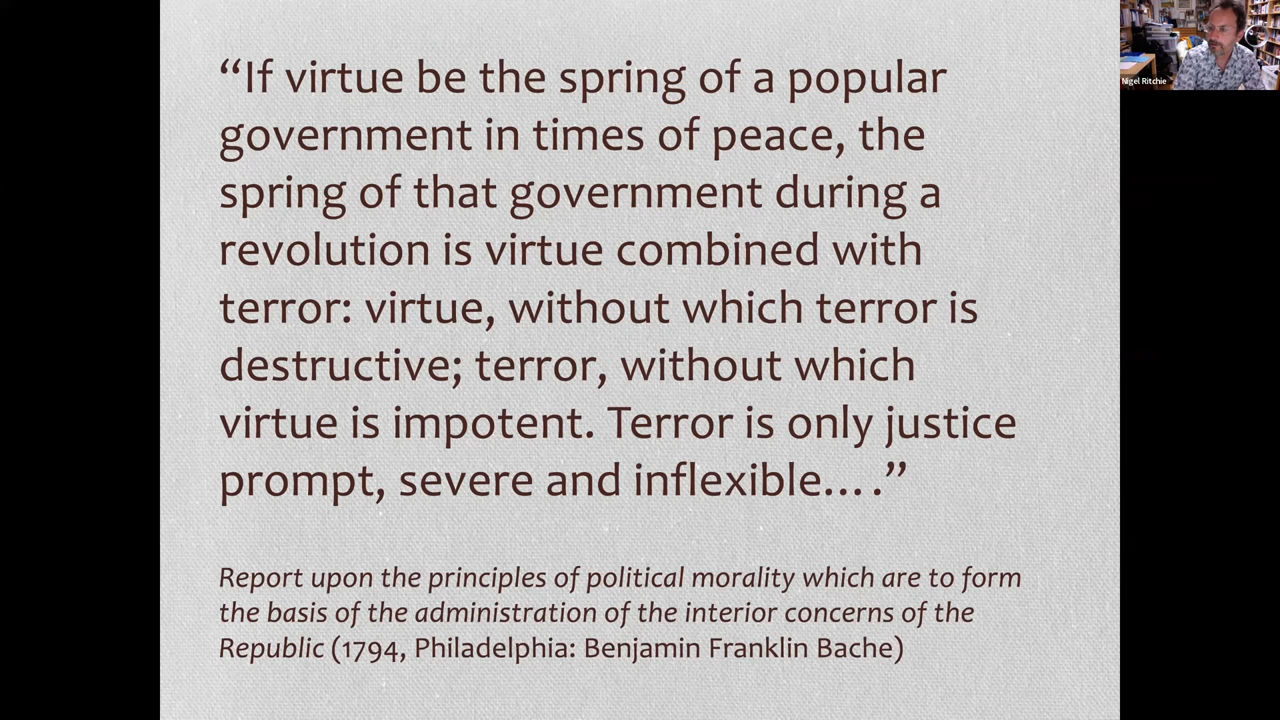 “If virtue be the spring of a popular
government in times of peace, the
spring of that government during a
revolution is virtue combined with
terror: virtue, without which terror is
destructive; terror, without which
virtue is impotent. Terror is only justice
prompt, severe and inflexible….”
Report upon the principles of political morality which are to form
the basis of the administration of the interior concerns of the
Republic (1794, Philadelphia: Benjamin Franklin Bache)
Nigel Ritchie